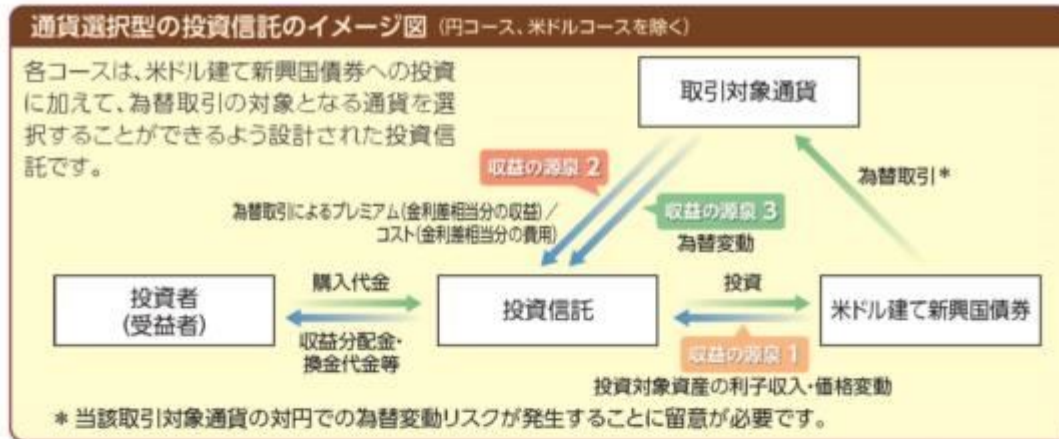 通貨選択型の投資信託のイメージ図 (円コース、米ドルコースを除く)
各コースは、米ドル建て新興国債券への投資
に加えて、為替取引の対象となる通貨を選
択することができるよう設計された投資信
託です。
取引対象通貨
収益の源泉 2
為替取引*
為替取引によるプレミアム(金利差相当分の収益)/
コスト(金利差相当分の費用)
収益の源泉 3
為替変動
投資者
(受益者)
購入代金
収益分配金・
換金代金等
投資信託
投資
収益の源泉 1
投資対象資産の利子収入・価格変動
米ドル建て新興国債券
* 当該取引対象通貨の対円での為替変動リスクが発生することに留意が必要です。